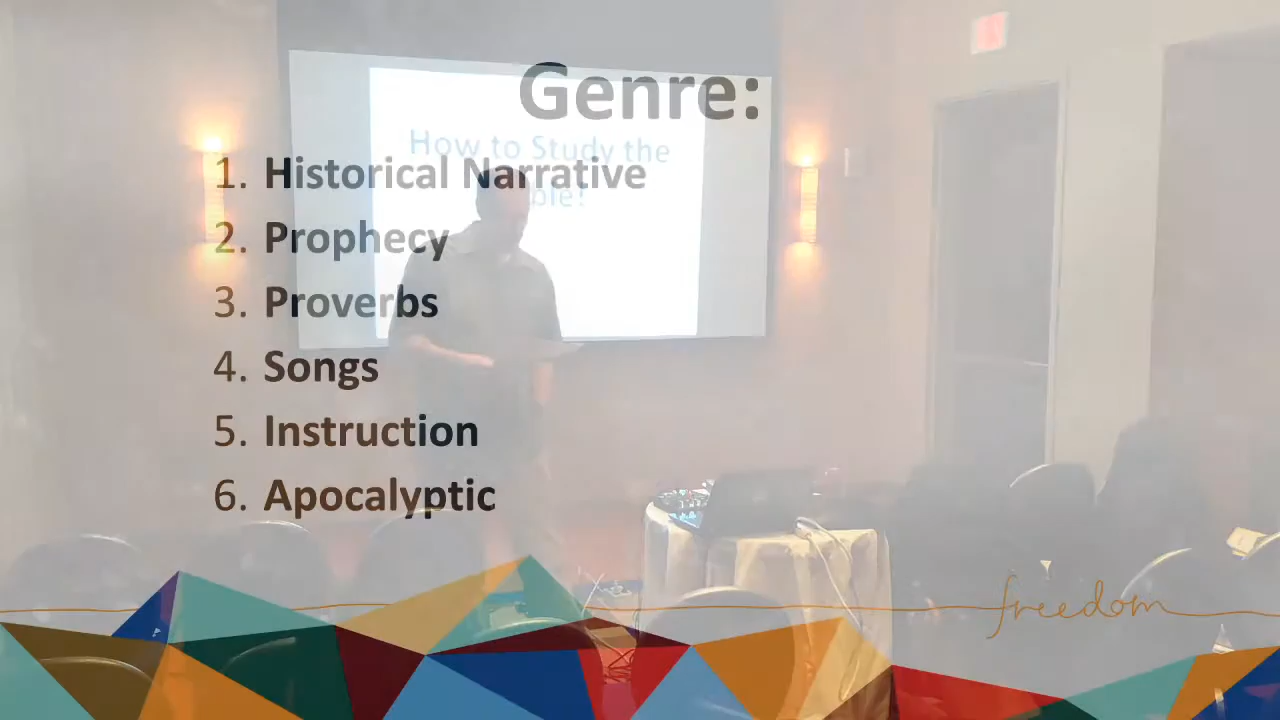 Genre:
How to Study the
1. Historical Narrative
ble!
2. Prophecy
3. Proverbs
4. Songs
5. Instruction
6. Apocalyptic
freedom